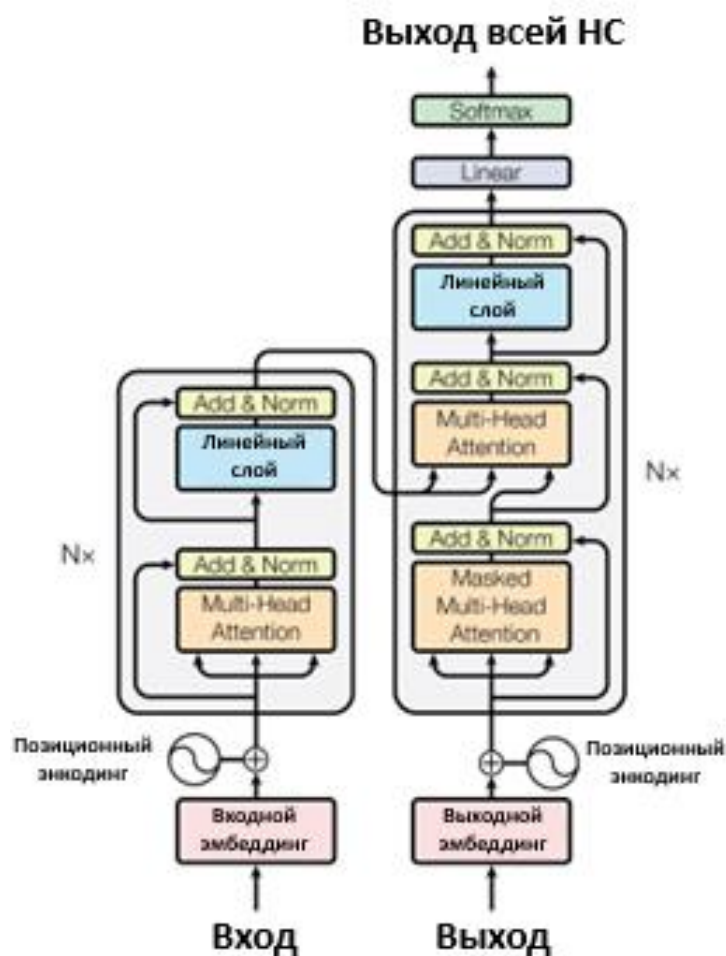 Выход всей НС
Softmax
Linear
Add & Norm
Линейный
слой
Add & Norm
Multi-Head
Attention
Nx
Add & Norm
Masked
Multi-Head
Attention
Add & Norm
Линейный
слой
Nx
Add & Norm
Multi-Head
Attention
Позиционный
энкодинг
Позиционный
энкодинг
Входной
эмбеддинг
Выходной
эмбеддинг
Вход
Выход